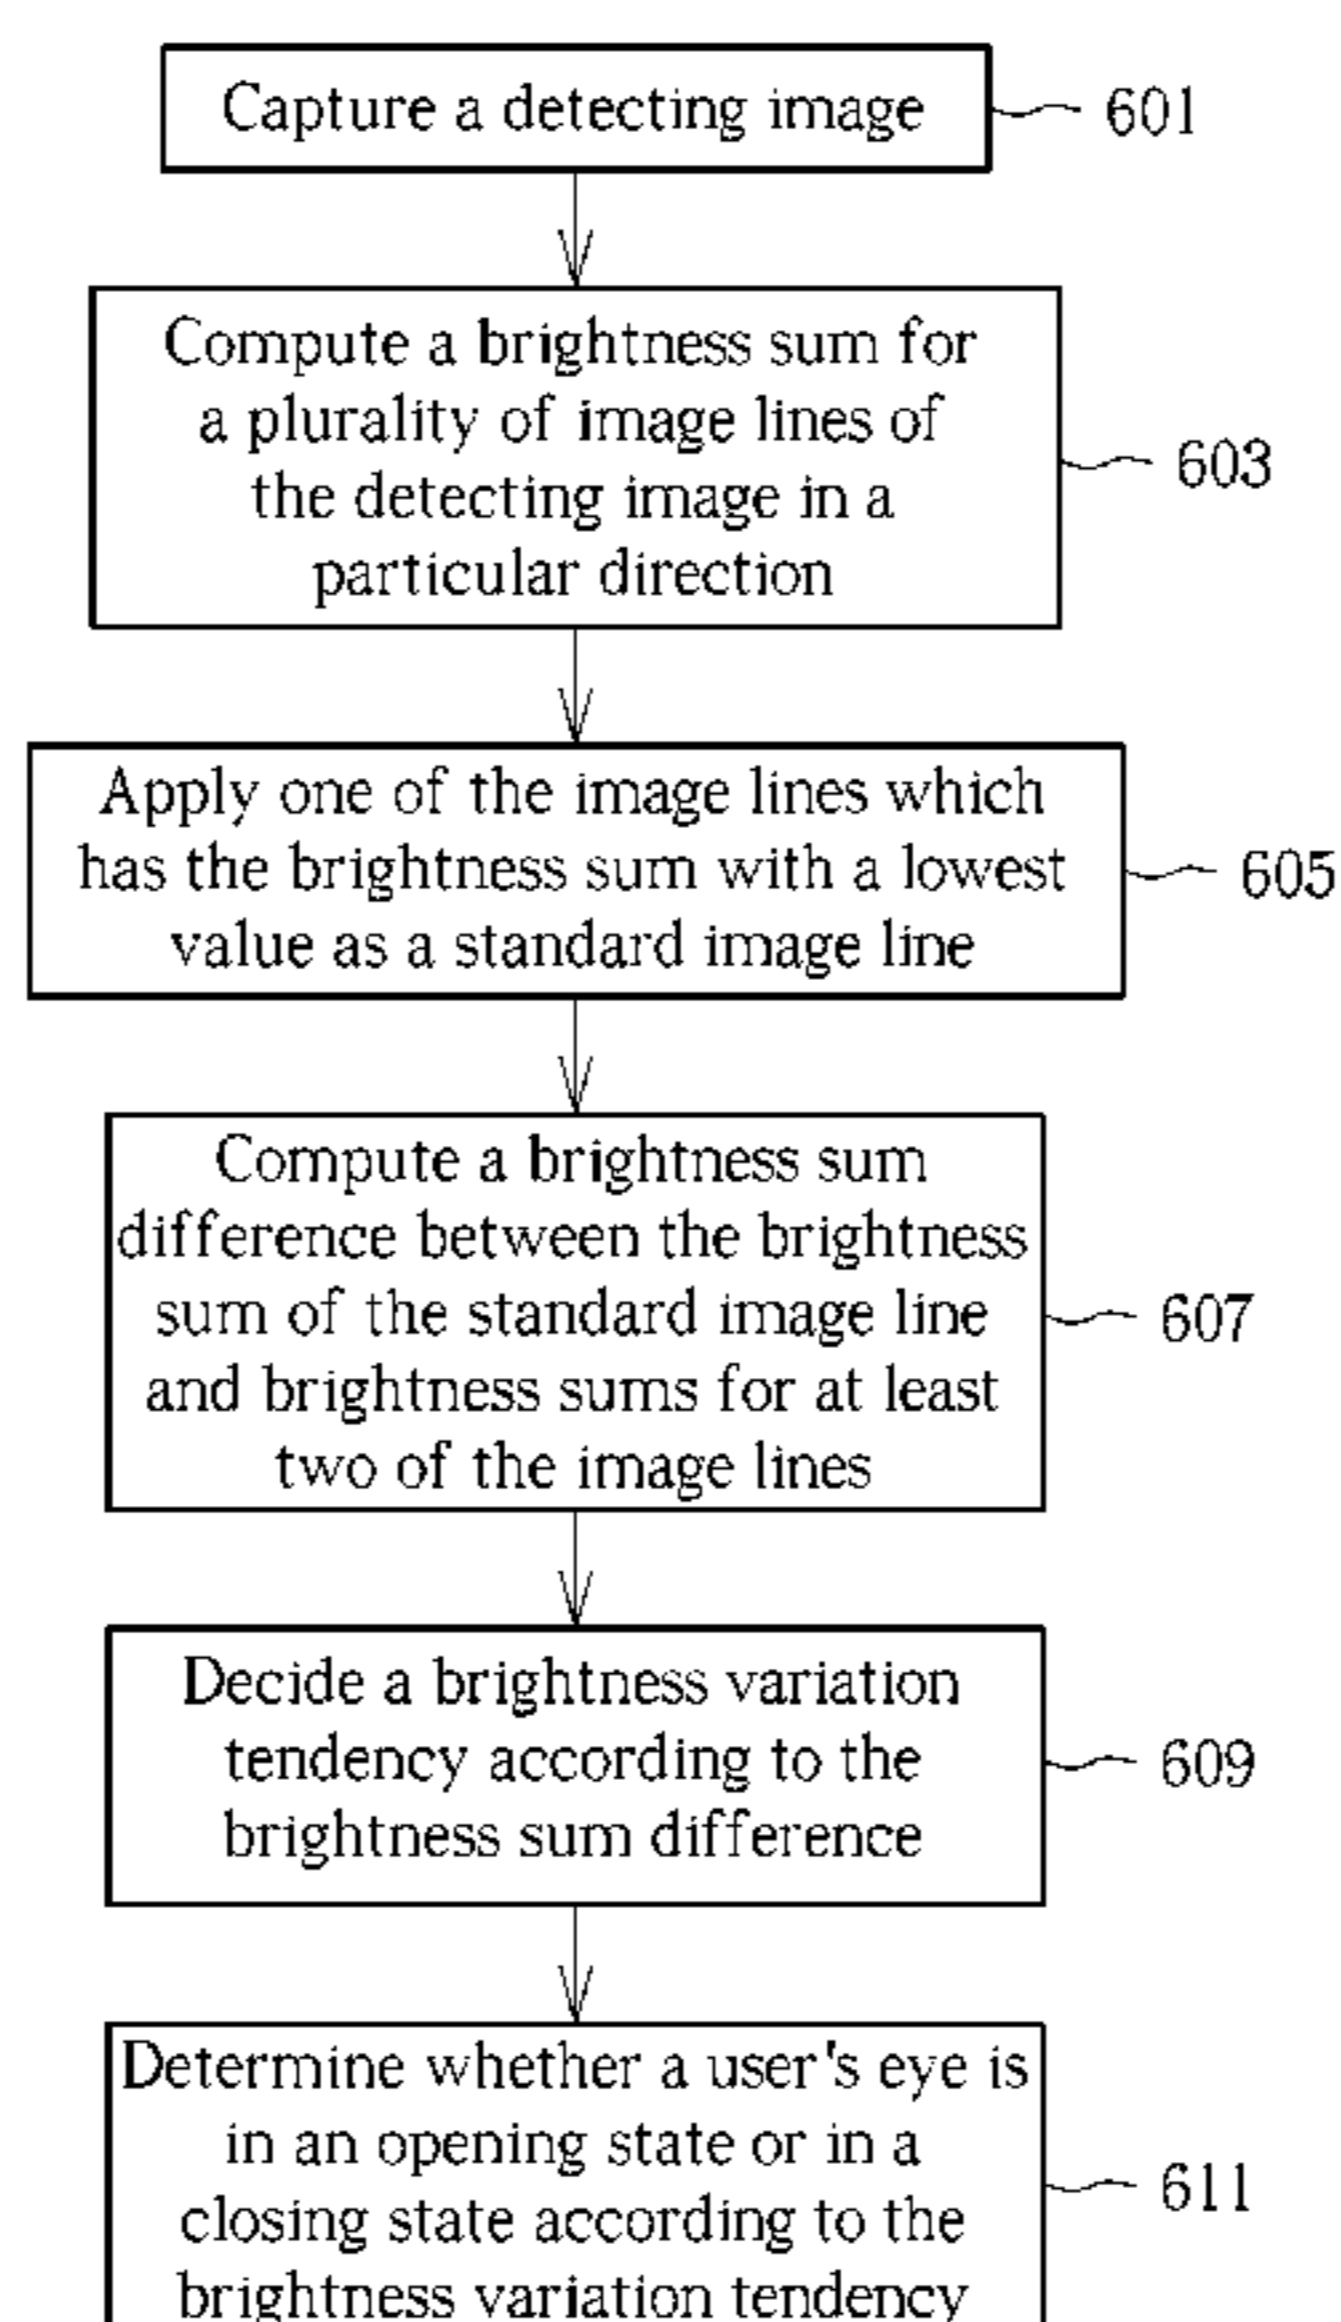 Capture a detecting image
601
Compute a brightness sum for
a plurality of image lines of
the detecting image in a
particular direction
603
Apply one of the image lines which
has the brightness sum with a lowest
value as a standard image line
605
Compute a brightness sum
difference between the brightness
sum of the standard image line
and brightness sums for at least
two of the image lines
607
Decide a brightness variation
tendency according to the
brightness sum difference
609
Determine whether a user's eye is
in an opening state or in a
closing state according to the
brightness variation tendency
611